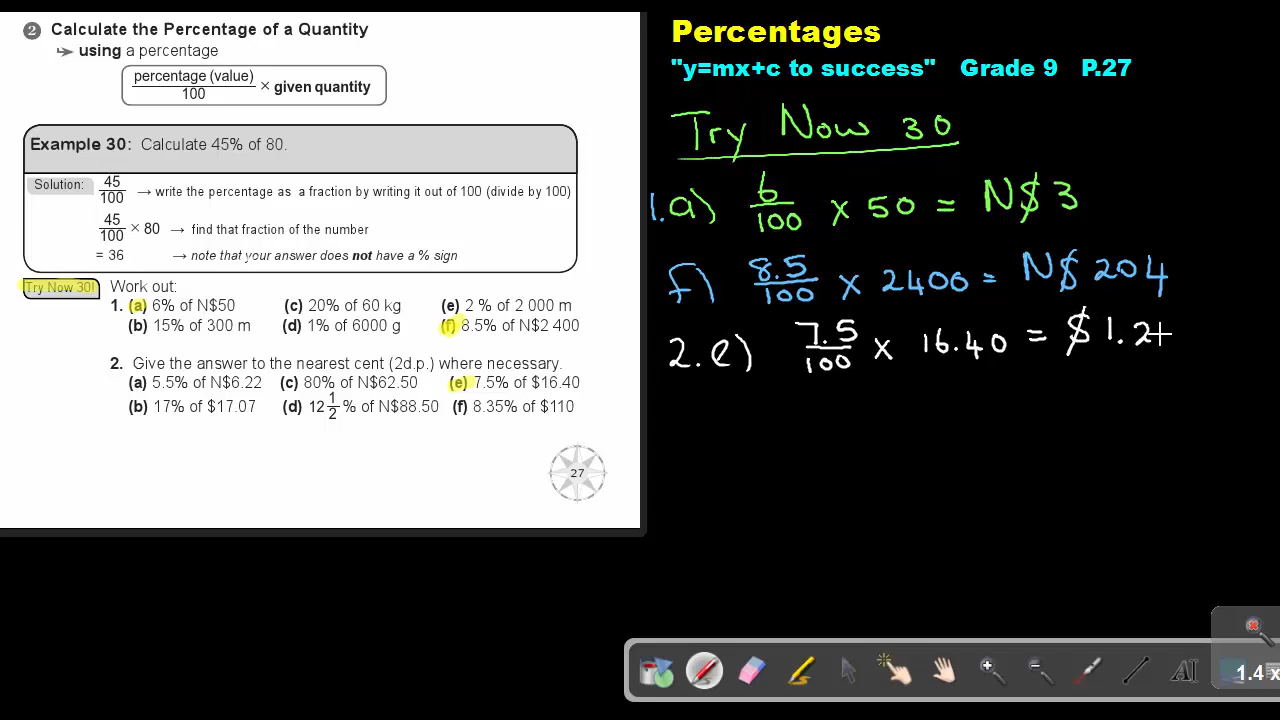 2 Calculate the Percentage of a Quantity
↪ using a percentage
percentage (value)
100
× given quantity
Example 30: Calculate 45% of 80.
Solution: 45/100 → write the percentage as a fraction by writing it out of 100 (divide by 100)
45/100 × 80 → find that fraction of the number
= 36 → note that your answer does not have a % sign
Try Now 30! Work out:
1. (a) 6% of N$50 (c) 20% of 60 kg (e) 2 % of 2 000 m
(b) 15% of 300 m (d) 1% of 6000 g (f) 8.5% of N$2 400
2. Give the answer to the nearest cent (2d.p.) where necessary.
(a) 5.5% of N$6.22 (c) 80% of N$62.50 (e) 7.5% of $16.40
(b) 17% of $17.07 (d) 12 1/2 % of N$88.50 (f) 8.35% of $110
27
Percentages
"y=mx+c to success" Grade 9 P.27
Try Now 30
1.a) 6/100 x 50 = N$ 3
f) 8.5/100 x 2400 = N$ 204
2.e) 7.5/100 x 16.40 = $ 1.2
AI
1.4 x